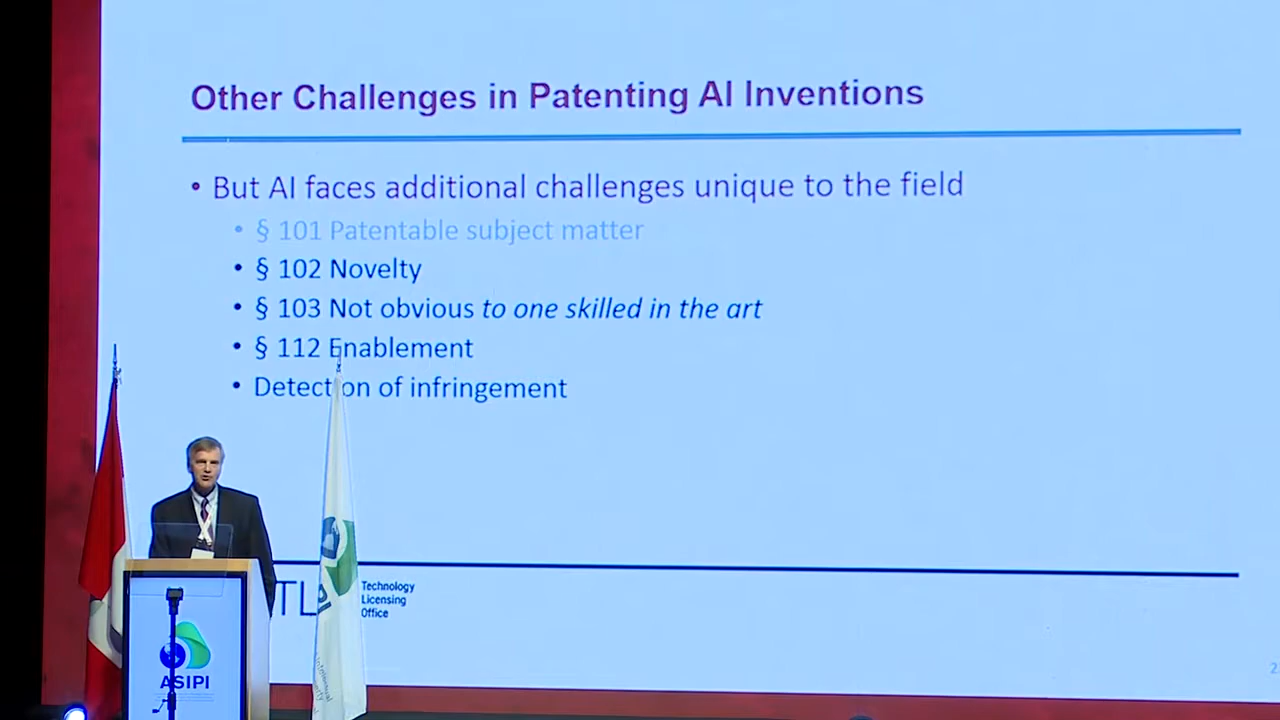 Other Challenges in Patenting AI Inventions
• But AI faces additional challenges unique to the field
• § 101 Patentable subject matter
• § 102 Novelty
• § 103 Not obvious to one skilled in the art
• § 112 Enablement
• Detection of infringement
TL
Technology
Licensing
Office
2
ASIPI